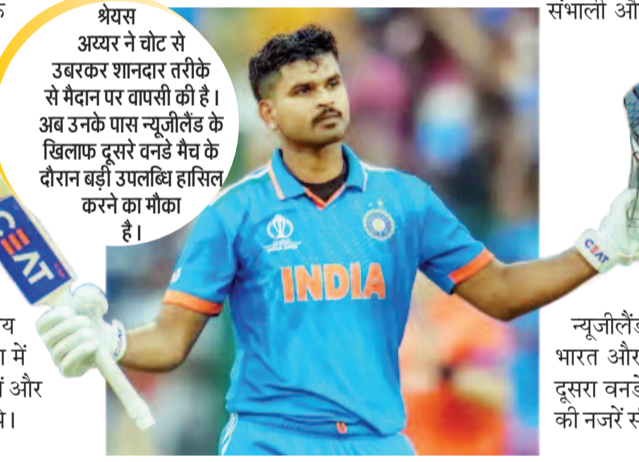 श्रेयस
अय्यर ने चोट से
उबरकर शानदार तरीके
से मैदान पर वापसी की है।
अब उनके पास न्यूजीलैंड के
खिलाफ दूसरे वनडे मैच के
दौरान बड़ी उपलब्धि हासिल
करने का मौका
है।
संभाली औ
CEAT
INDIA
CEAT
में
और
न्यूजीलैंड
भारत और
दूसरा वनडे
की नजरें